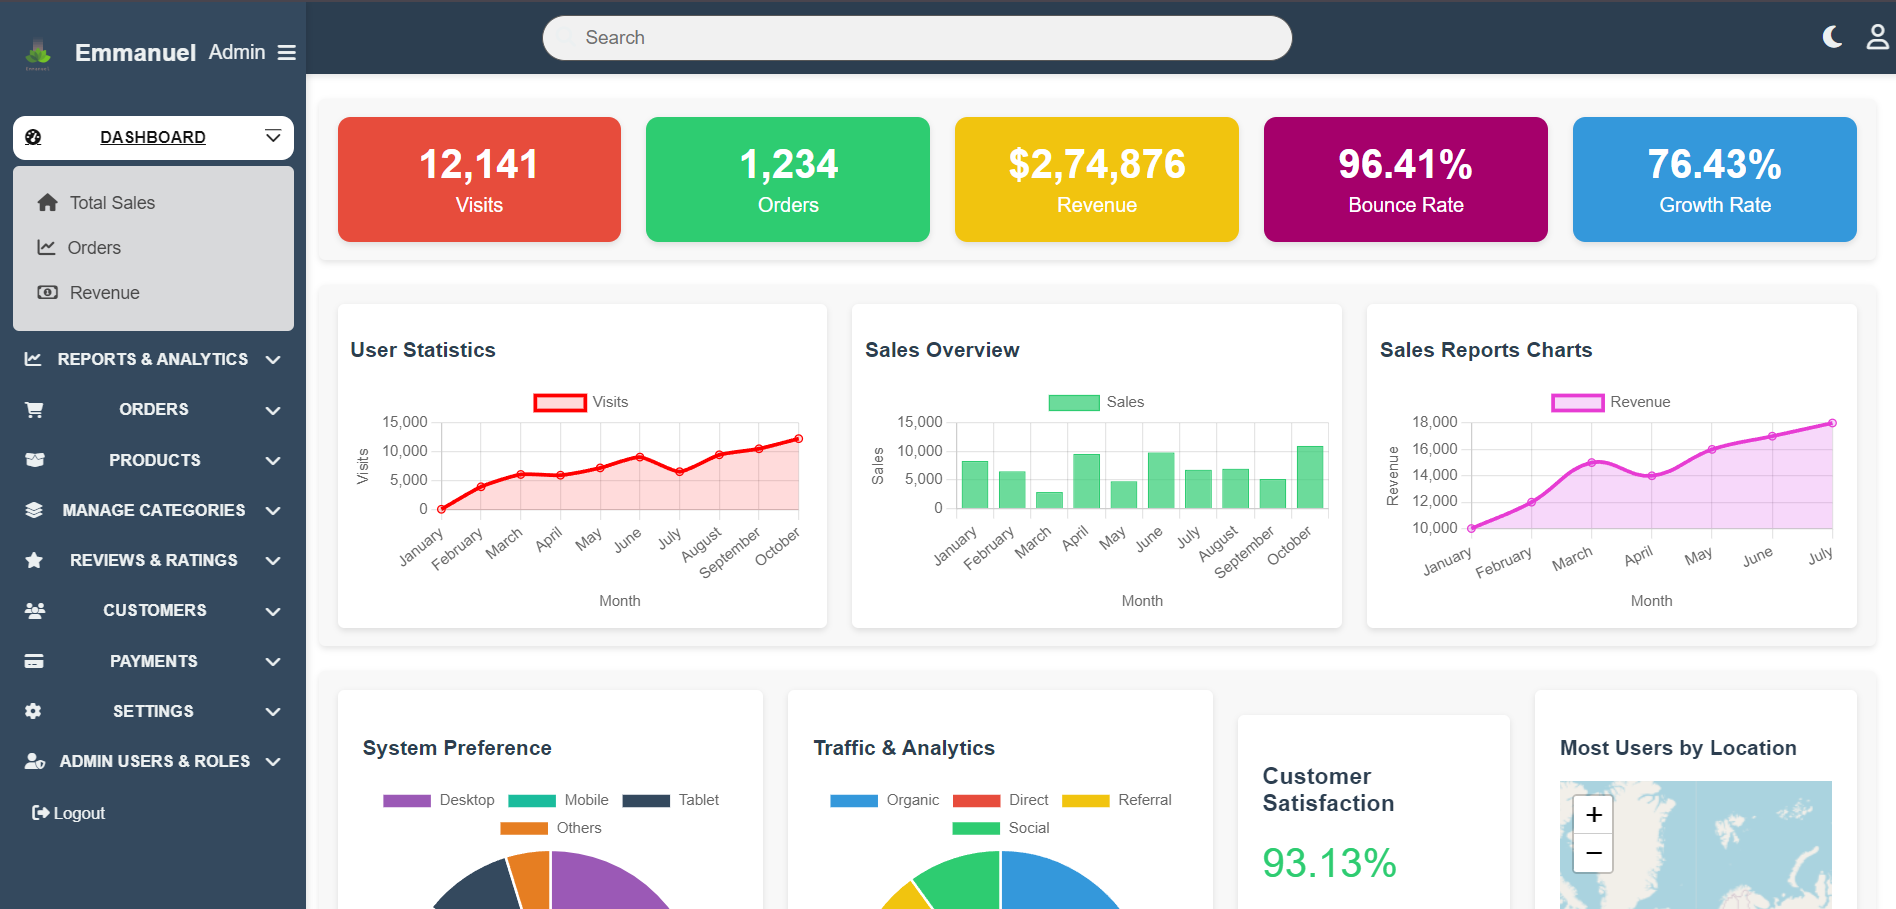 Emmanuel Admin
Search
DASHBOARD
Total Sales
Orders
Revenue
REPORTS & ANALYTICS
ORDERS
PRODUCTS
MANAGE CATEGORIES
REVIEWS & RATINGS
CUSTOMERS
PAYMENTS
SETTINGS
ADMIN USERS & ROLES
Logout
12,141
Visits
1,234
Orders
$2,74,876
Revenue
96.41%
Bounce Rate
76.43%
Growth Rate
User Statistics
Visits
15,000
10,000
5,000
0
Visits
January
February
March
April
May
June
July
August
September
October
Month
Sales Overview
Sales
15,000
10,000
5,000
0
Sales
January
February
March
April
May
June
July
August
September
October
Month
Sales Reports Charts
Revenue
18,000
16,000
14,000
12,000
10,000
Revenue
January
February
March
April
May
June
July
Month
System Preference
Desktop Mobile Tablet
Others
Traffic & Analytics
Organic Direct Referral
Social
Customer
Satisfaction
93.13%
Most Users by Location
+
−